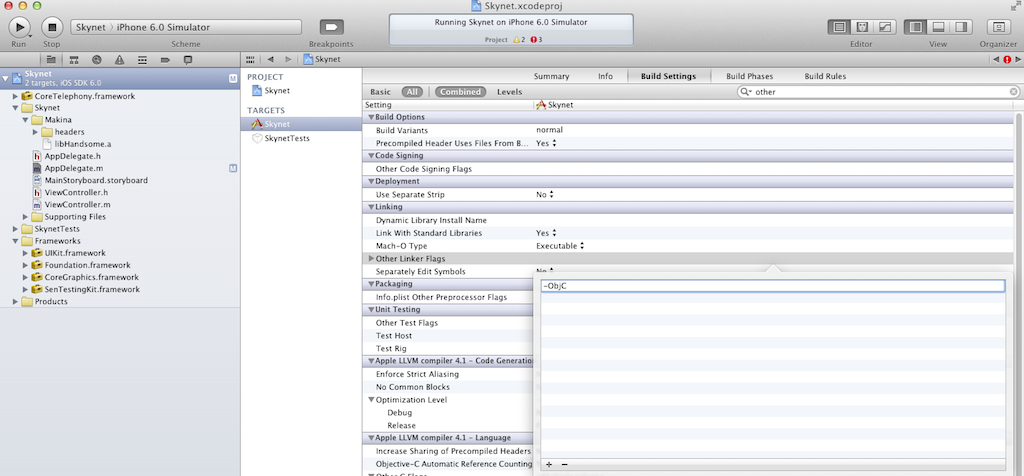 Skynet.xcodeproj
Skynet
iPhone 6.0 Simulator
Running Skynet on iPhone 6.0 Simulator
Project 2 3
Run
Stop
Scheme
Breakpoints
Editor
View
Organizer
Skynet
2 targets, iOS SDK 6.0
M
CoreTelephony.framework
Skynet
Makina
headers
libHandsome.a
AppDelegate.h
AppDelegate.m
M
MainStoryboard.storyboard
ViewController.h
ViewController.m
Supporting Files
SkynetTests
Frameworks
UIKit.framework
Foundation.framework
CoreGraphics.framework
SenTestingKit.framework
Products
Skynet
PROJECT
Skynet
TARGETS
Skynet
SkynetTests
Summary Info Build Settings Build Phases Build Rules
Basic All Combined Levels
other
Setting Skynet
Build Options
Build Variants normal
Precompiled Header Uses Files From B... Yes
Code Signing
Other Code Signing Flags
Deployment
Use Separate Strip No
Linking
Dynamic Library Install Name
Link With Standard Libraries Yes
Mach-O Type Executable
Other Linker Flags
Separately Edit Symbols No
Packaging
Info.plist Other Preprocessor Flags
Unit Testing
Other Test Flags
Test Host
Test Rig
Apple LLVM compiler 4.1 - Code Generation
Enforce Strict Aliasing
No Common Blocks
Optimization Level
Debug
Release
Apple LLVM compiler 4.1 - Language
Increase Sharing of Precompiled Headers
Objective-C Automatic Reference Counting
Other C Flags
-ObjC
+ −